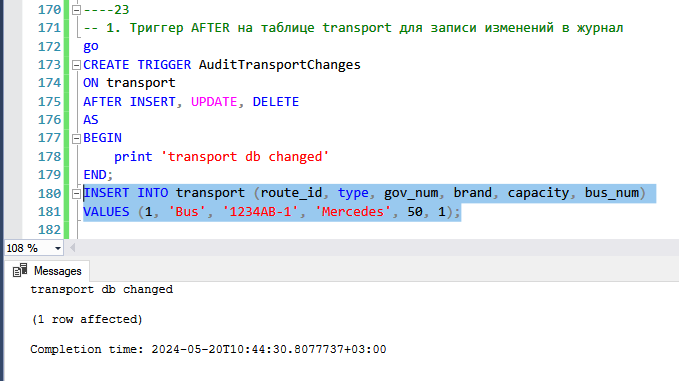 170 ----23
171 -- 1. Триггер AFTER на таблице transport для записи изменений в журнал
172 go
173 CREATE TRIGGER AuditTransportChanges
174 ON transport
175 AFTER INSERT, UPDATE, DELETE
176 AS
177 BEGIN
178 print 'transport db changed'
179 END;
180 INSERT INTO transport (route_id, type, gov_num, brand, capacity, bus_num)
181 VALUES (1, 'Bus', '1234AB-1', 'Mercedes', 50, 1);
182
108 %
Messages
transport db changed
(1 row affected)
Completion time: 2024-05-20T10:44:30.8077737+03:00